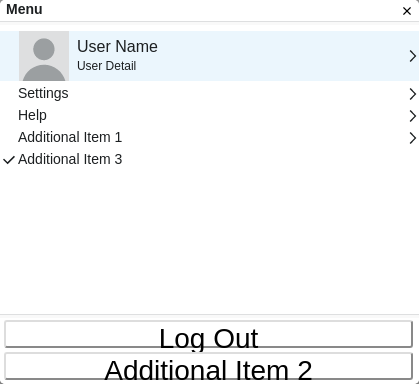 Menu
User Name
User Detail
Settings
Help
Additional Item 1
Additional Item 3
Log Out
Additional Item 2